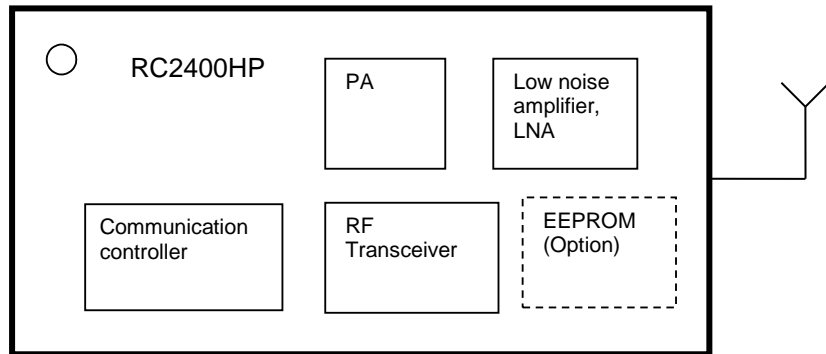 RC2400HP
PA
Low noise
amplifier,
LNA
Communication
controller
RF
Transceiver
EEPROM
(Option)